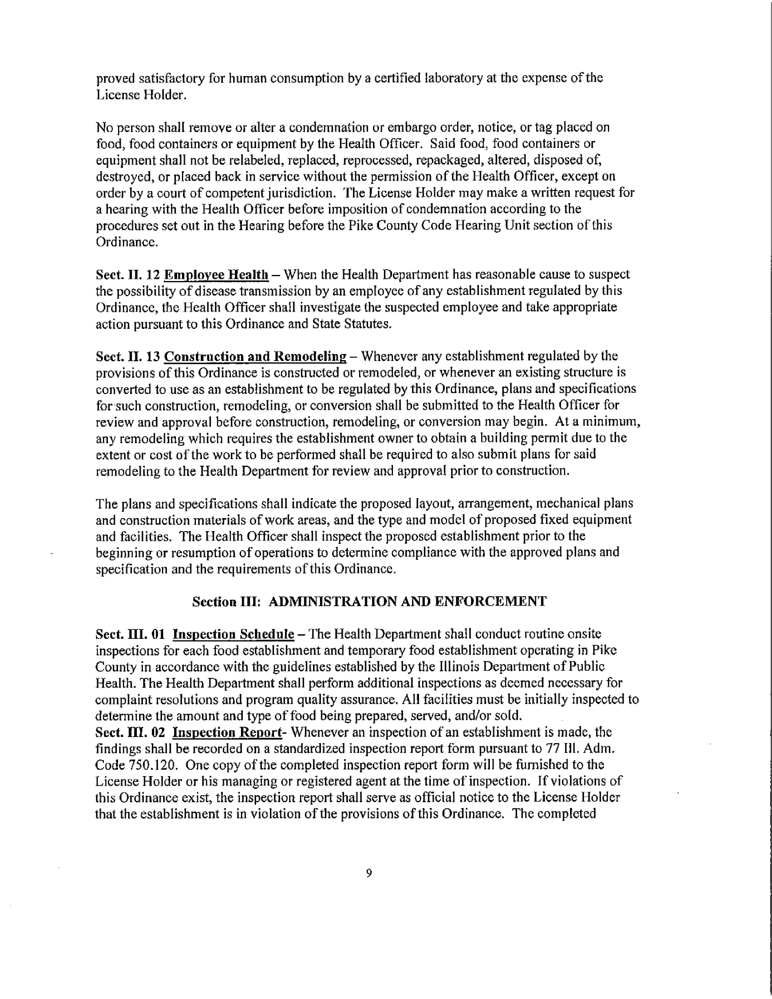 proved satisfactory for human consumption by a certified laboratory at the expense of the
License Holder.
No person shall remove or alter a condemnation or embargo order, notice, or tag placed on
food, food containers or equipment by the Health Officer. Said food, food containers or
equipment shall not be relabeled, replaced, reprocessed, repackaged, altered, disposed of,
destroyed, or placed back in service without the permission of the Health Officer, except on
order by a court of competent jurisdiction. The License Holder may make a written request for
a hearing with the Health Officer before imposition of condemnation according to the
procedures set out in the Hearing before the Pike County Code Hearing Unit section of this
Ordinance.
Sect. II. 12 Employee Health – When the Health Department has reasonable cause to suspect
the possibility of disease transmission by an employee of any establishment regulated by this
Ordinance, the Health Officer shall investigate the suspected employee and take appropriate
action pursuant to this Ordinance and State Statutes.
Sect. II. 13 Construction and Remodeling – Whenever any establishment regulated by the
provisions of this Ordinance is constructed or remodeled, or whenever an existing structure is
converted to use as an establishment to be regulated by this Ordinance, plans and specifications
for such construction, remodeling, or conversion shall be submitted to the Health Officer for
review and approval before construction, remodeling, or conversion may begin. At a minimum,
any remodeling which requires the establishment owner to obtain a building permit due to the
extent or cost of the work to be performed shall be required to also submit plans for said
remodeling to the Health Department for review and approval prior to construction.
The plans and specifications shall indicate the proposed layout, arrangement, mechanical plans
and construction materials of work areas, and the type and model of proposed fixed equipment
and facilities. The Health Officer shall inspect the proposed establishment prior to the
beginning or resumption of operations to determine compliance with the approved plans and
specification and the requirements of this Ordinance.
Section III: ADMINISTRATION AND ENFORCEMENT
Sect. III. 01 Inspection Schedule – The Health Department shall conduct routine onsite
inspections for each food establishment and temporary food establishment operating in Pike
County in accordance with the guidelines established by the Illinois Department of Public
Health. The Health Department shall perform additional inspections as deemed necessary for
complaint resolutions and program quality assurance. All facilities must be initially inspected to
determine the amount and type of food being prepared, served, and/or sold.
Sect. III. 02 Inspection Report- Whenever an inspection of an establishment is made, the
findings shall be recorded on a standardized inspection report form pursuant to 77 Ill. Adm.
Code 750.120. One copy of the completed inspection report form will be furnished to the
License Holder or his managing or registered agent at the time of inspection. If violations of
this Ordinance exist, the inspection report shall serve as official notice to the License Holder
that the establishment is in violation of the provisions of this Ordinance. The completed
9